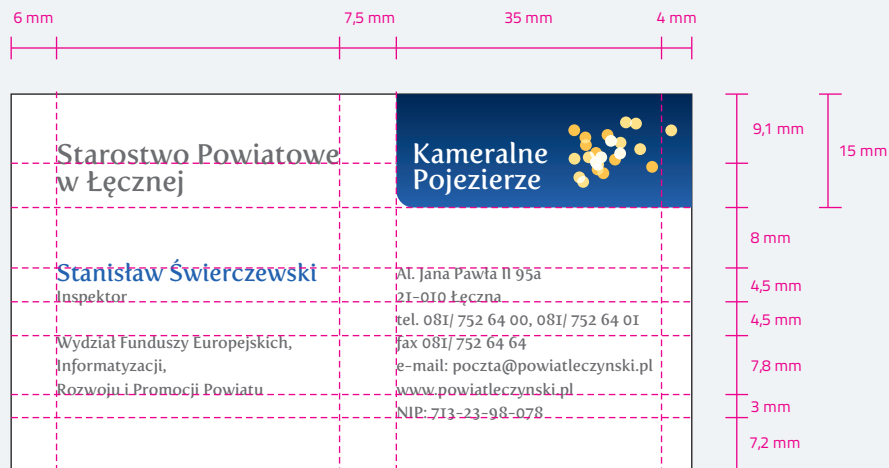 6 mm
7,5 mm
35 mm
4 mm
9,1 mm
15 mm
Starostwo Powiatowe
w Łęcznej
Kameralne
Pojezierze
8 mm
Stanisław Świerczewski
Inspektor
Wydział Funduszy Europejskich,
Informatyzacji,
Rozwoju i Promocji Powiatu
Al. Jana Pawła II 95a
21-010 Łęczna
tel. 081/ 752 64 00, 081/ 752 64 01
fax 081/ 752 64 64
e-mail: poczta@powiatleczynski.pl
www.powiatleczynski.pl
NIP: 713-23-98-078
4,5 mm
4,5 mm
7,8 mm
3 mm
7,2 mm